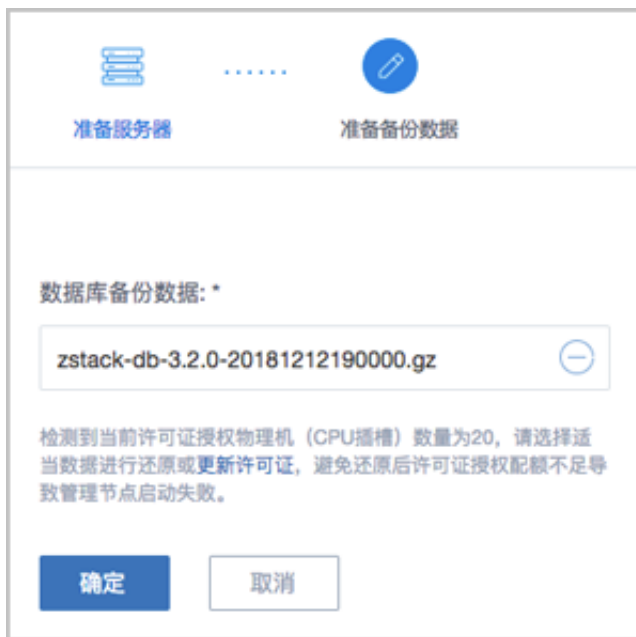 准备服务器
准备备份数据
数据库备份数据: *
zstack-db-3.2.0-20181212190000.gz
检测到当前许可证授权物理机（CPU插槽）数量为20，请选择适
当数据进行还原或更新许可证，避免还原后许可证授权配额不足导
致管理节点启动失败。
确定
取消